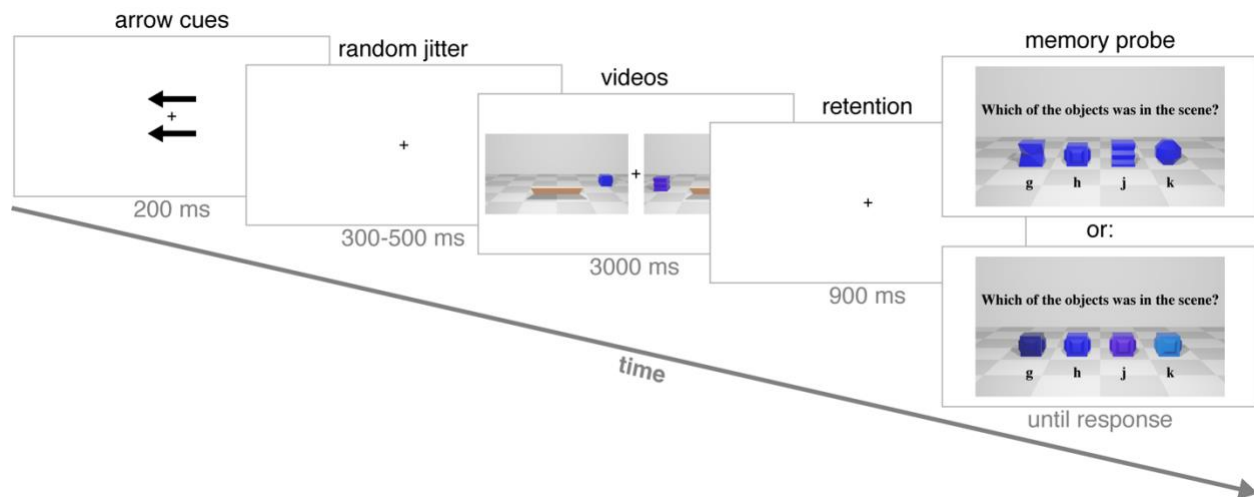 arrow cues
+
200 ms
random jitter
+
300-500 ms
videos
+
3000 ms
retention
+
900 ms
memory probe
Which of the objects was in the scene?
g h j k
or:
Which of the objects was in the scene?
g h j k
until response
time